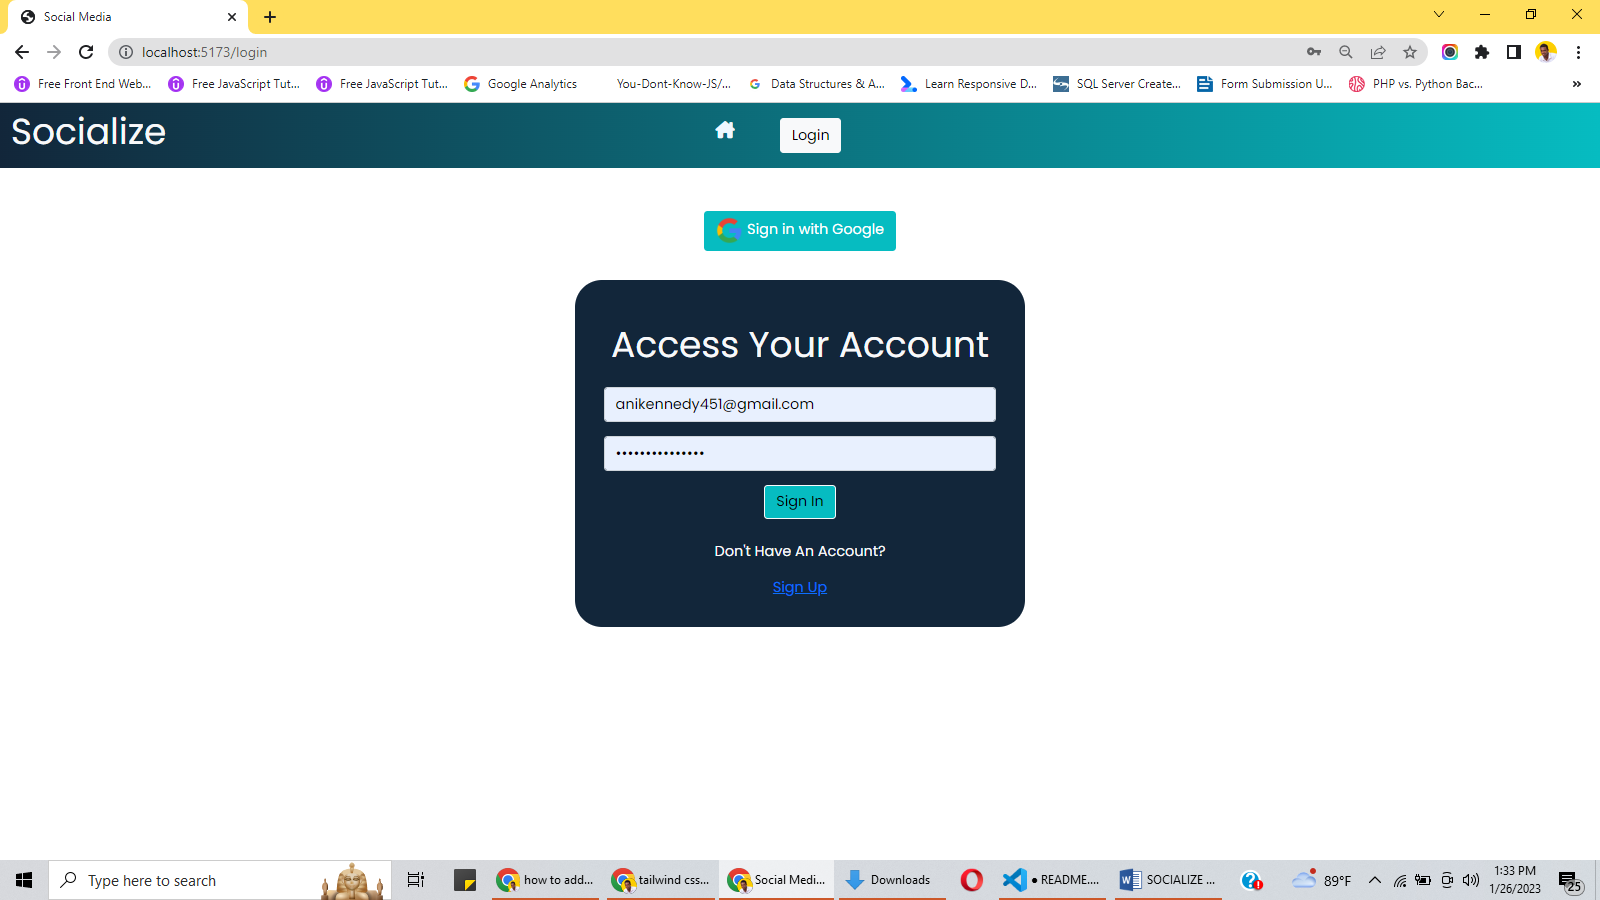 Social Media
localhost:5173/login
Free Front End Web... Free JavaScript Tut... Free JavaScript Tut... Google Analytics You-Dont-Know-JS/... Data Structures & A... Learn Responsive D... SQL Server Create... Form Submission U... PHP vs. Python Bac... »
Socialize
Login
Sign in with Google
Access Your Account
anikennedy451@gmail.com
•••••••••••••••
Sign In
Don't Have An Account?
Sign Up
Type here to search
how to add... tailwind css... Social Medi... Downloads • README.... SOCIALIZE ... 89°F
1:33 PM
1/26/2023
25